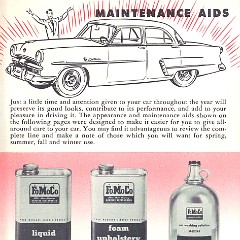 MAINTENANCE AIDS
Just a little time and attention given to your car throughout the year will
preserve its good looks, contribute to its performance, and add to your
pleasure in driving it. The appearance and maintenance aids shown on
the following pages were designed to make it easier for you to give all-
around care to your car. You may find it advantageous to review the com-
plete line and make a note of those which you want for spring,
summer, fall and winter use.
FoMoCo
liquid
FoMoCo
foam
upholstery
FoMoCo